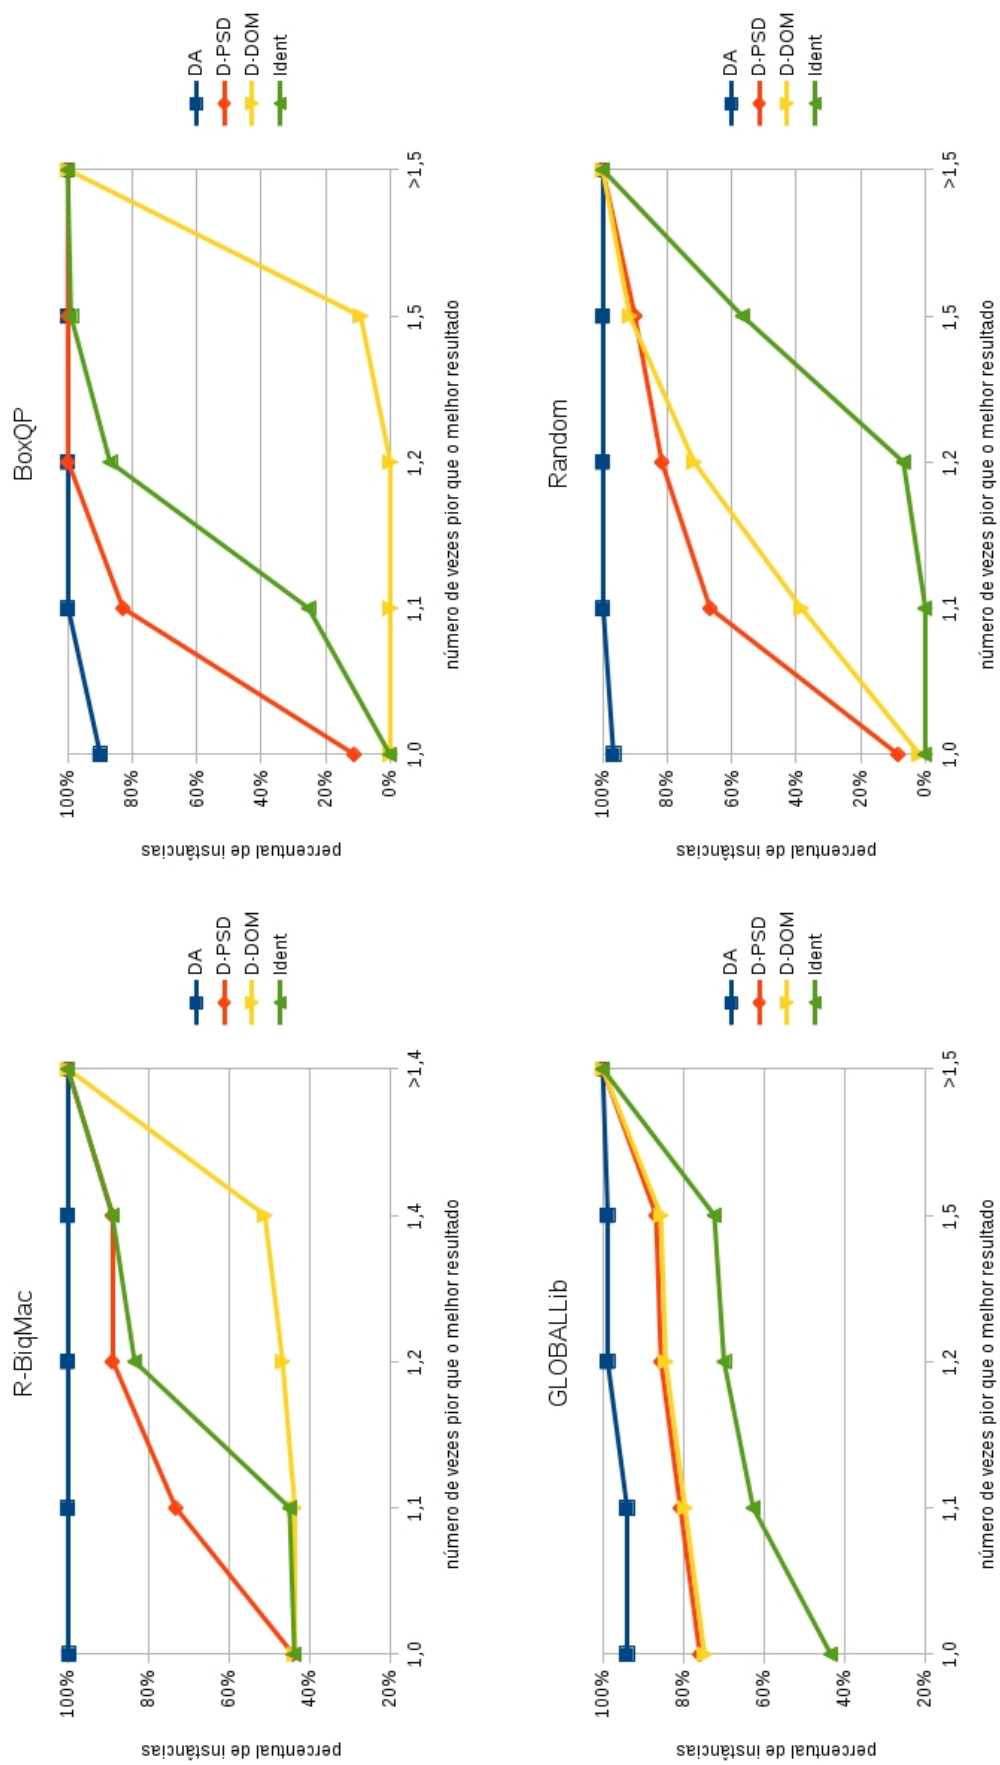 R-BiqMac
percentual de instâncias
100%
80%
60%
40%
20%
1,0
1,1
1,2
1,4
>1,4
número de vezes pior que o melhor resultado
DA
D-PSD
D-DOM
Ident
BoxQP
percentual de instâncias
100%
80%
60%
40%
20%
0%
1,0
1,1
1,2
1,5
>1,5
número de vezes pior que o melhor resultado
DA
D-PSD
D-DOM
Ident
GLOBALLib
percentual de instâncias
100%
80%
60%
40%
20%
1,0
1,1
1,2
1,5
>1,5
número de vezes pior que o melhor resultado
DA
D-PSD
D-DOM
Ident
Random
percentual de instâncias
100%
80%
60%
40%
20%
0%
1,0
1,1
1,2
1,5
>1,5
número de vezes pior que o melhor resultado
DA
D-PSD
D-DOM
Ident